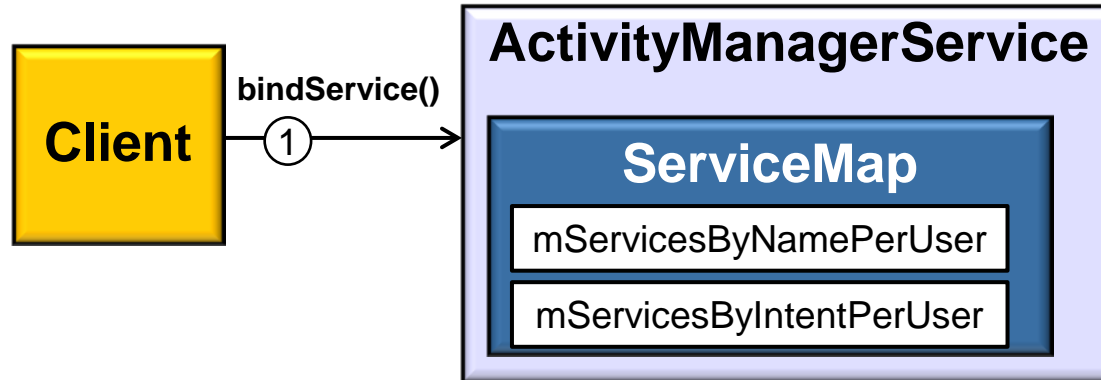 ActivityManagerService
bindService()
Client
1
ServiceMap
mServicesByNamePerUser
mServicesByIntentPerUser